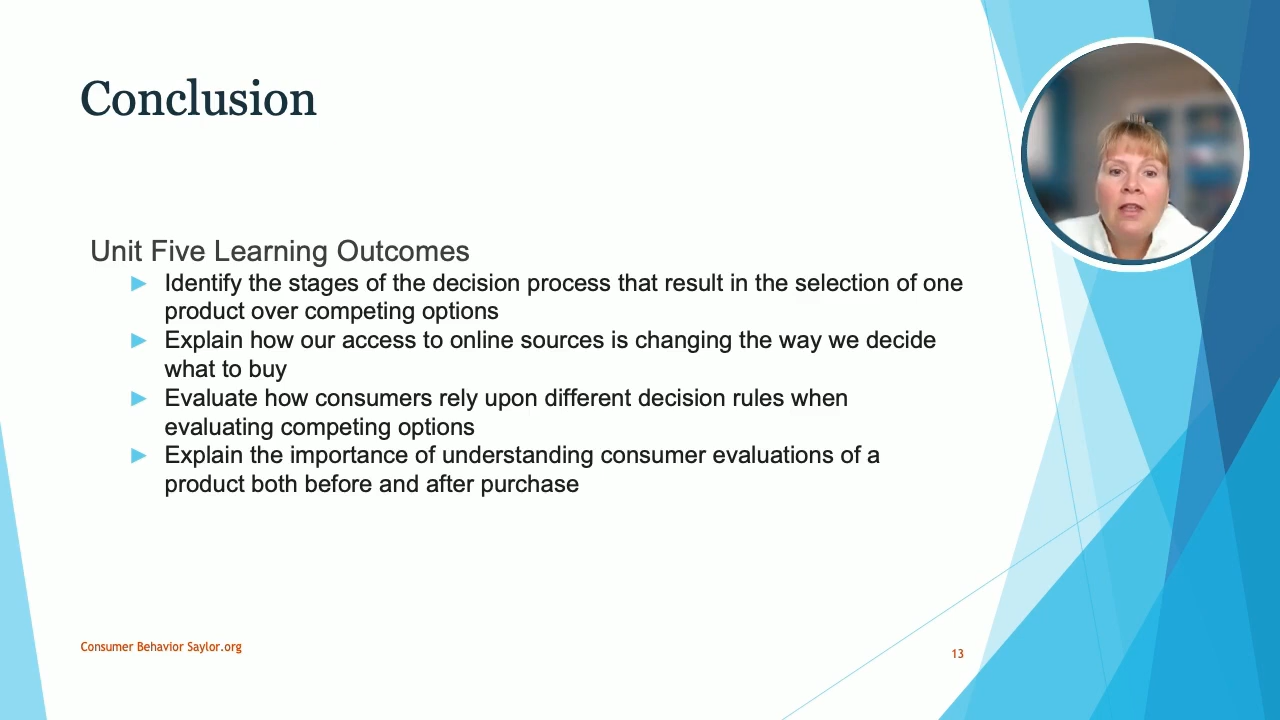 Conclusion
Unit Five Learning Outcomes
Identify the stages of the decision process that result in the selection of one
product over competing options
Explain how our access to online sources is changing the way we decide
what to buy
Evaluate how consumers rely upon different decision rules when
evaluating competing options
Explain the importance of understanding consumer evaluations of a
product both before and after purchase
Consumer Behavior Saylor.org
13